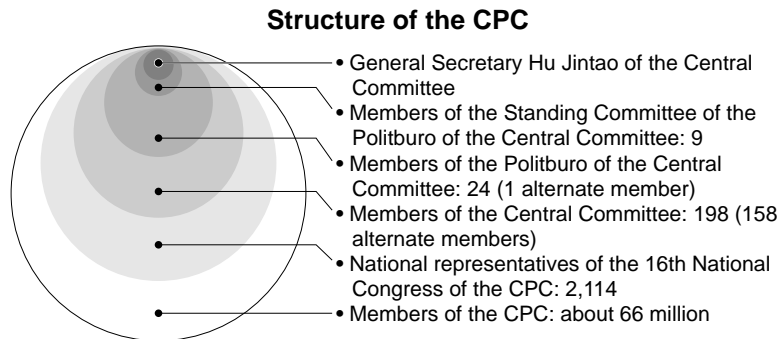 Structure of the CPC
• General Secretary Hu Jintao of the Central
Committee
• Members of the Standing Committee of the
Politburo of the Central Committee: 9
• Members of the Politburo of the Central
Committee: 24 (1 alternate member)
• Members of the Central Committee: 198 (158
alternate members)
• National representatives of the 16th National
Congress of the CPC: 2,114
• Members of the CPC: about 66 million